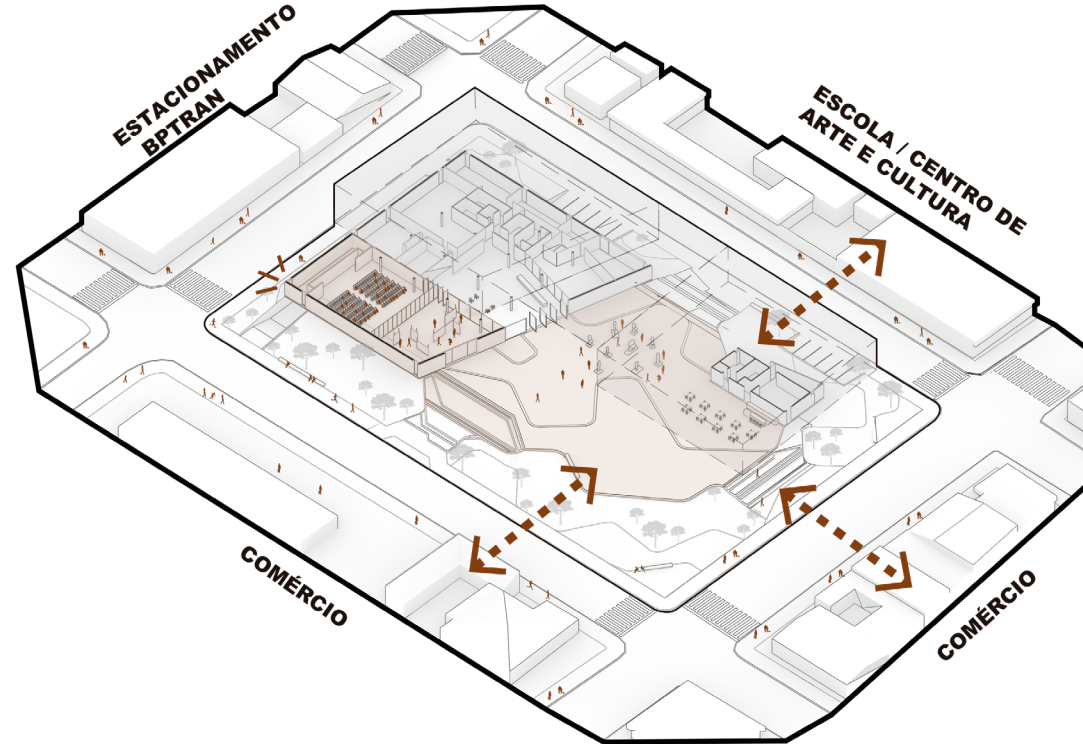 ESTACIONAMENTO
BPTRAN
ESCOLA / CENTRO DE
ARTE E CULTURA
COMÉRCIO
COMÉRCIO